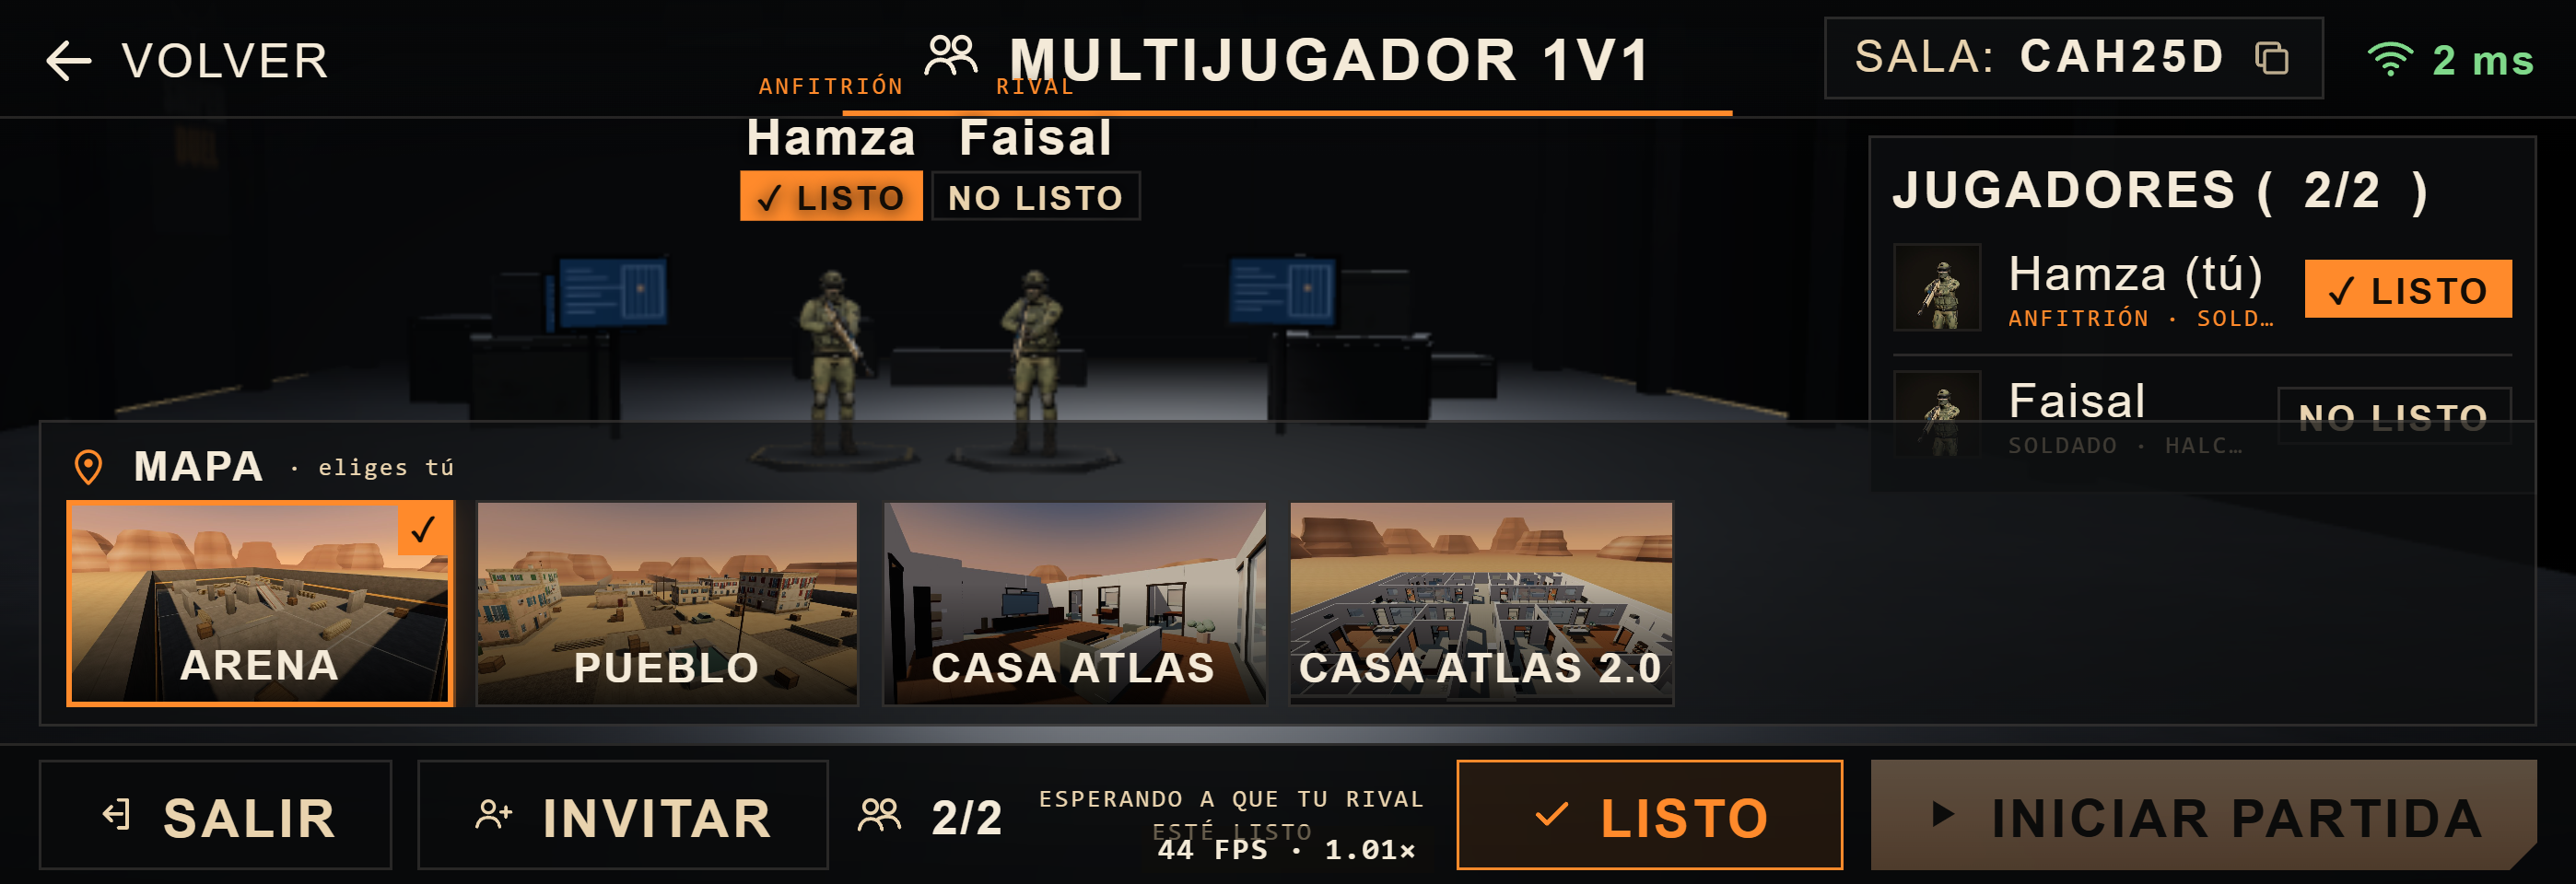 VOLVER
MULTIJUGADOR 1V1
SALA: CAH25D
2 ms
ANFITRIÓN
RIVAL
Hamza
Faisal
✓ LISTO
NO LISTO
JUGADORES ( 2/2 )
Hamza (tú)
ANFITRIÓN · SOLD…
✓ LISTO
Faisal
SOLDADO · HALC…
NO LISTO
MAPA · eliges tú
ARENA
PUEBLO
CASA ATLAS
CASA ATLAS 2.0
SALIR
INVITAR
2/2
ESPERANDO A QUE TU RIVAL
ESTÉ LISTO
44 FPS · 1.01×
LISTO
INICIAR PARTIDA